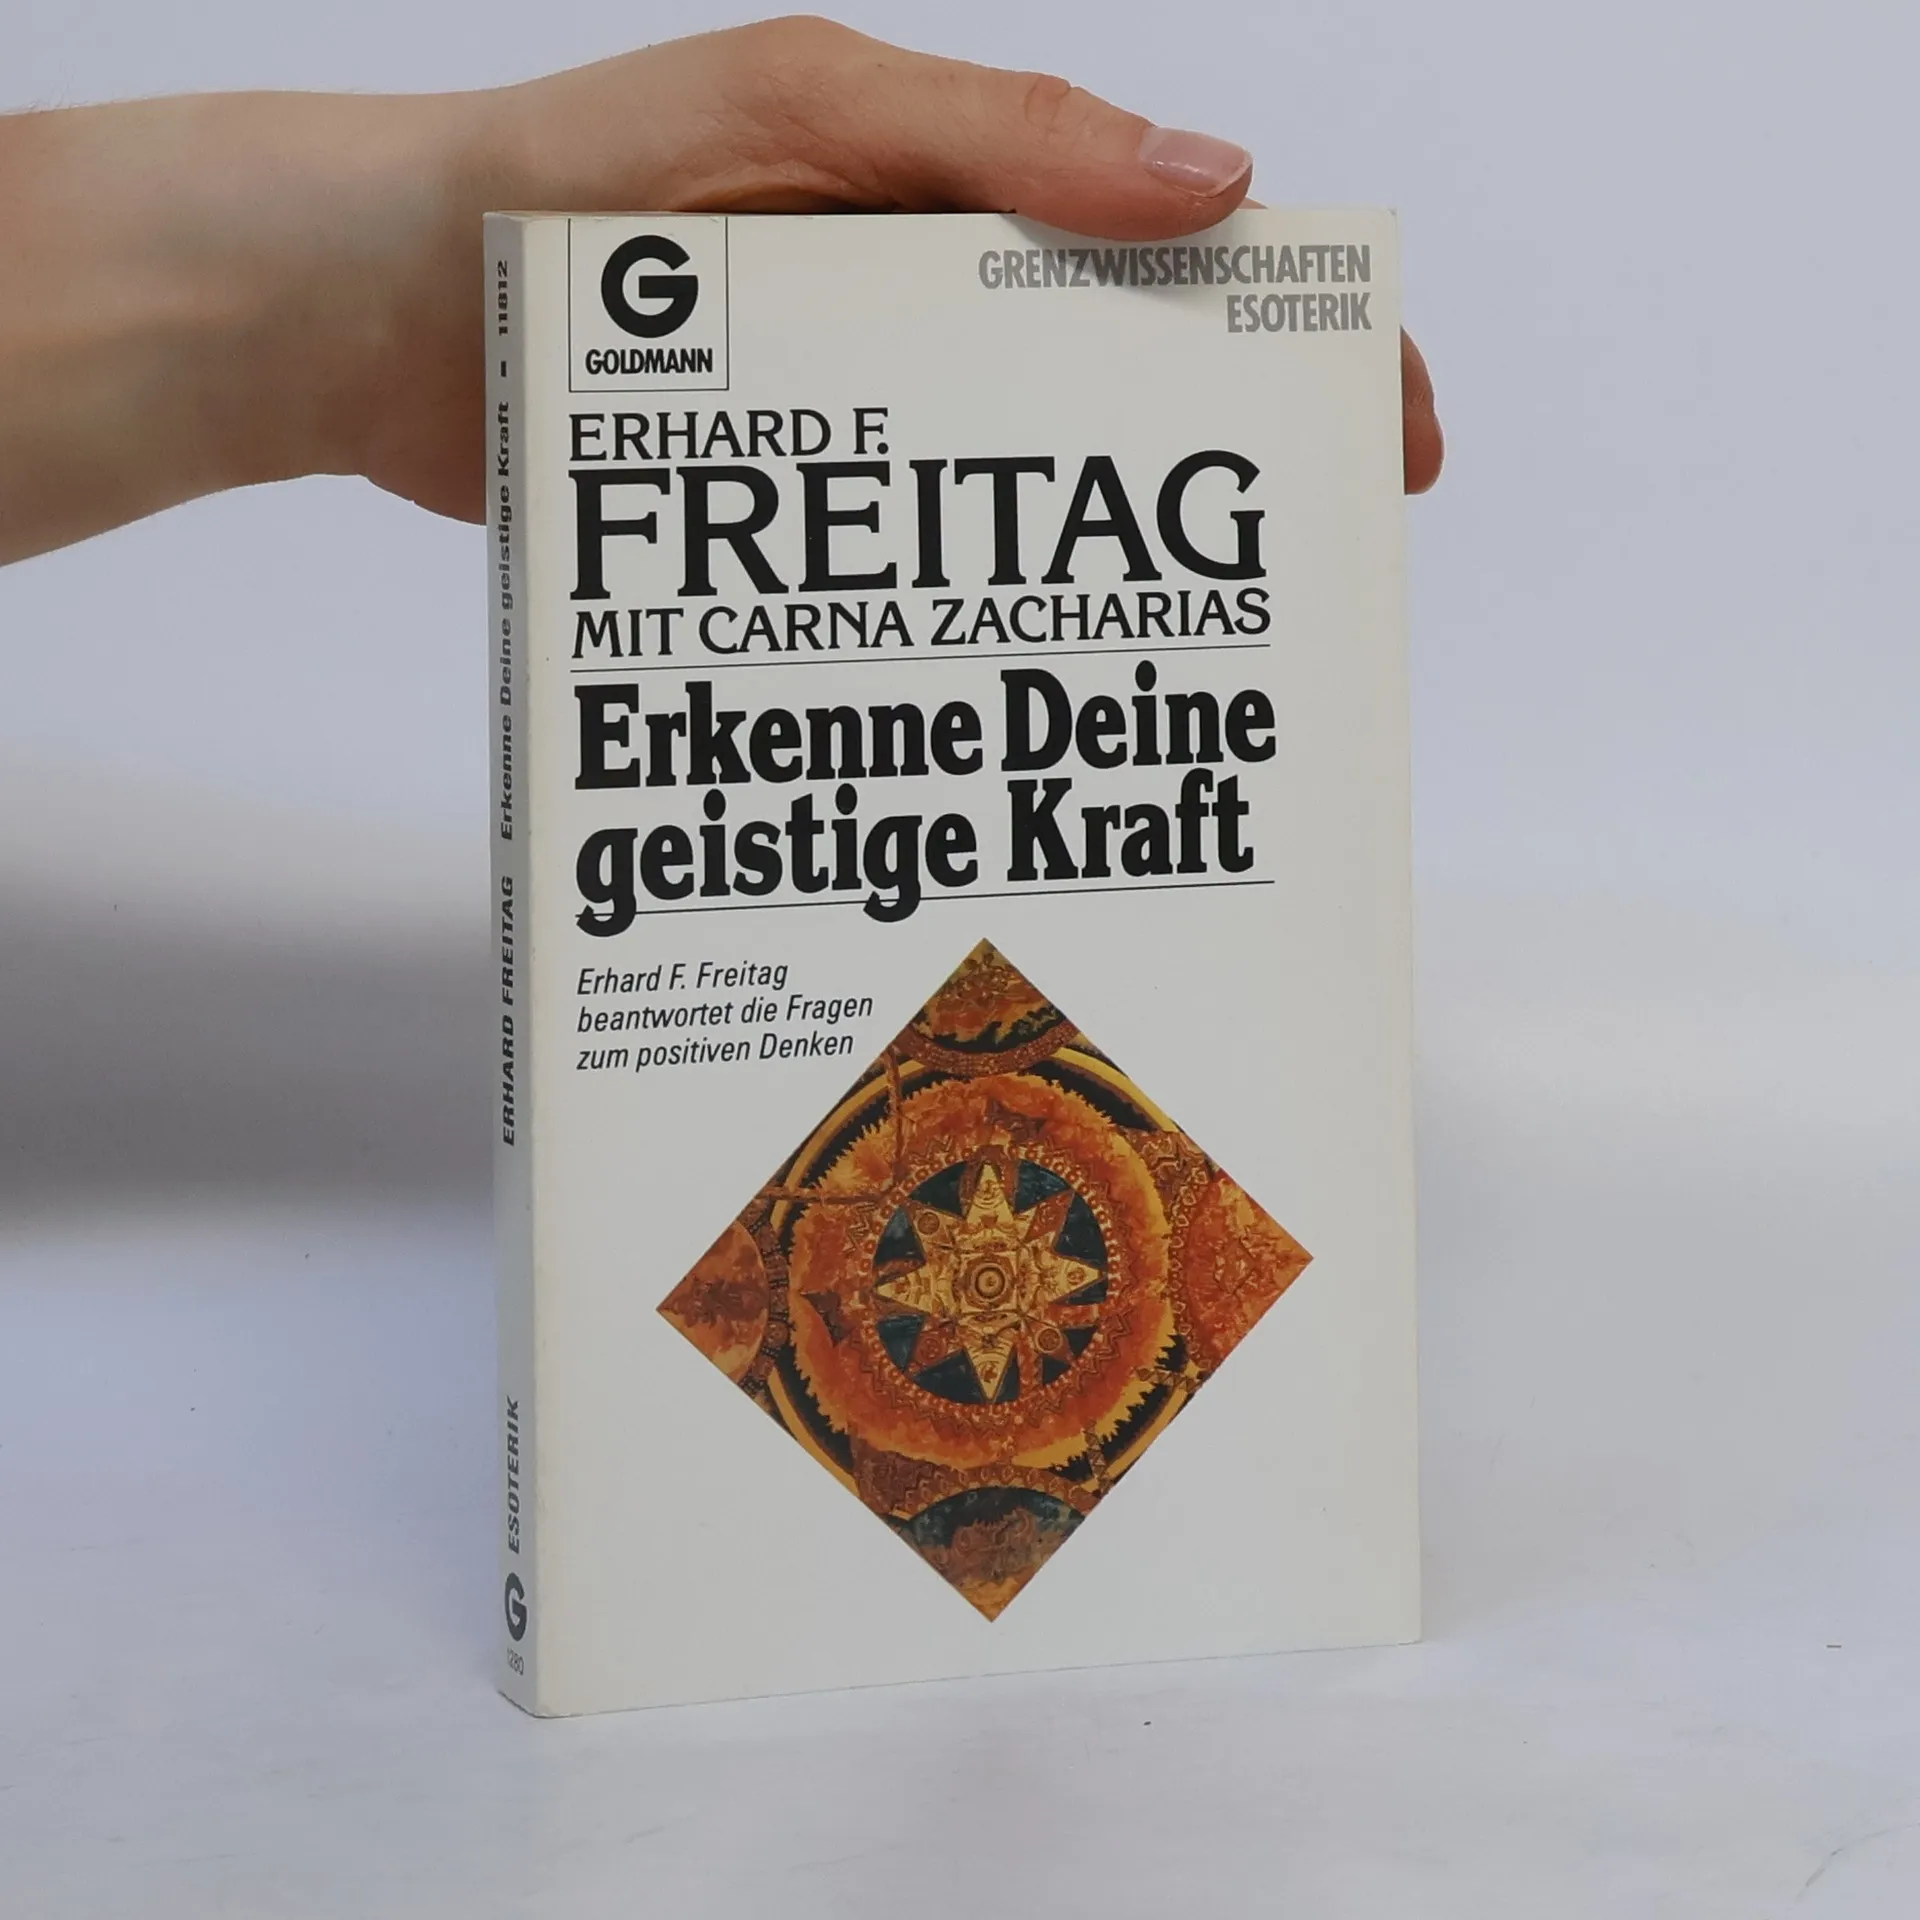 G
GOLDMANN
GRENZWISSENSCHAFTEN
ESOTERIK
ERHARD F.
FREITAG
MIT CARNA ZACHARIAS
Erkenne Deine
geistige Kraft
Erhard F. Freitag
beantwortet die Fragen
zum positiven Denken
ERHARD FREITAG Erkenne Deine geistige Kraft - 11812
ESOTERIK
G
1280